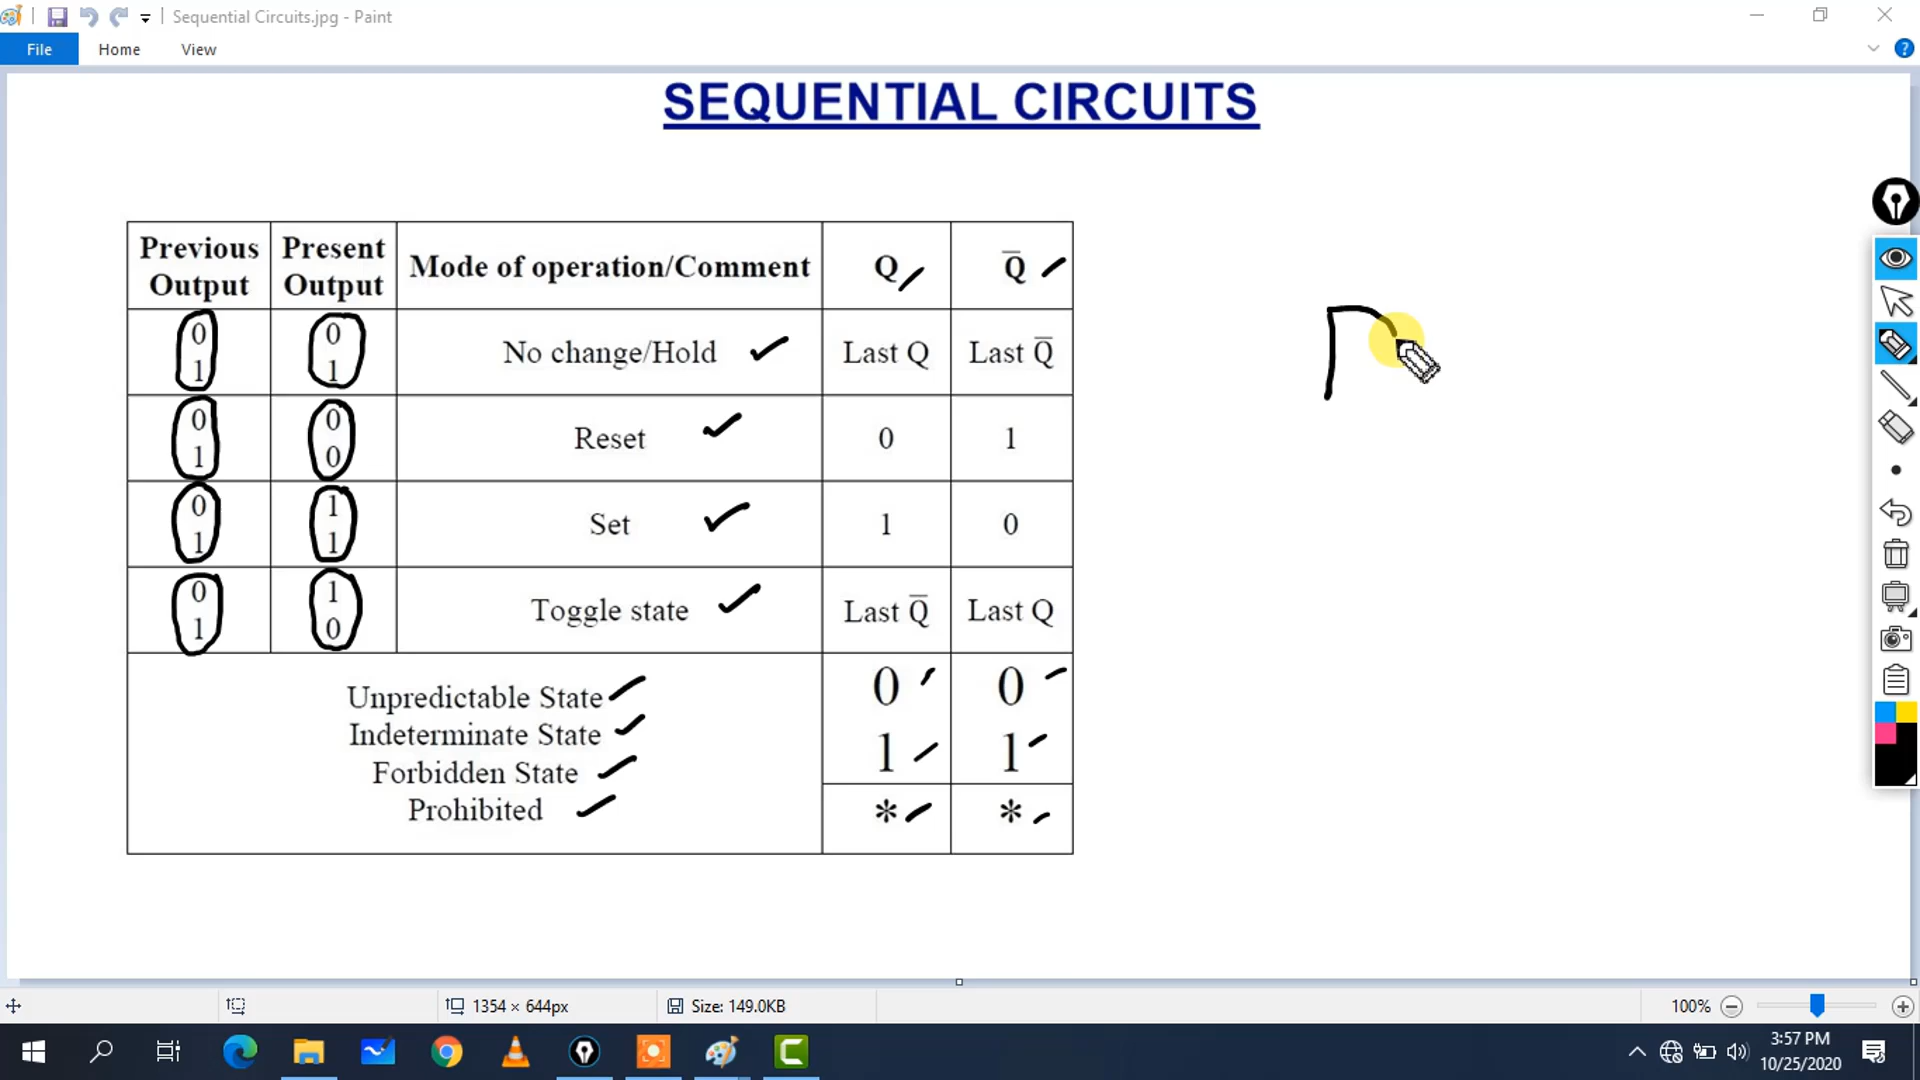 Sequential Circuits.jpg - Paint
File Home View
SEQUENTIAL CIRCUITS
Previous Output Present Output Mode of operation/Comment Q Q̅
0 1 0 1 No change/Hold Last Q Last Q̅
0 1 0 0 Reset 0 1
0 1 1 1 Set 1 0
0 1 1 0 Toggle state Last Q̅ Last Q
Unpredictable State 0 0
Indeterminate State
Forbidden State 1 1
Prohibited * *
1354 × 644px Size: 149.0KB 100%
3:57 PM
10/25/2020